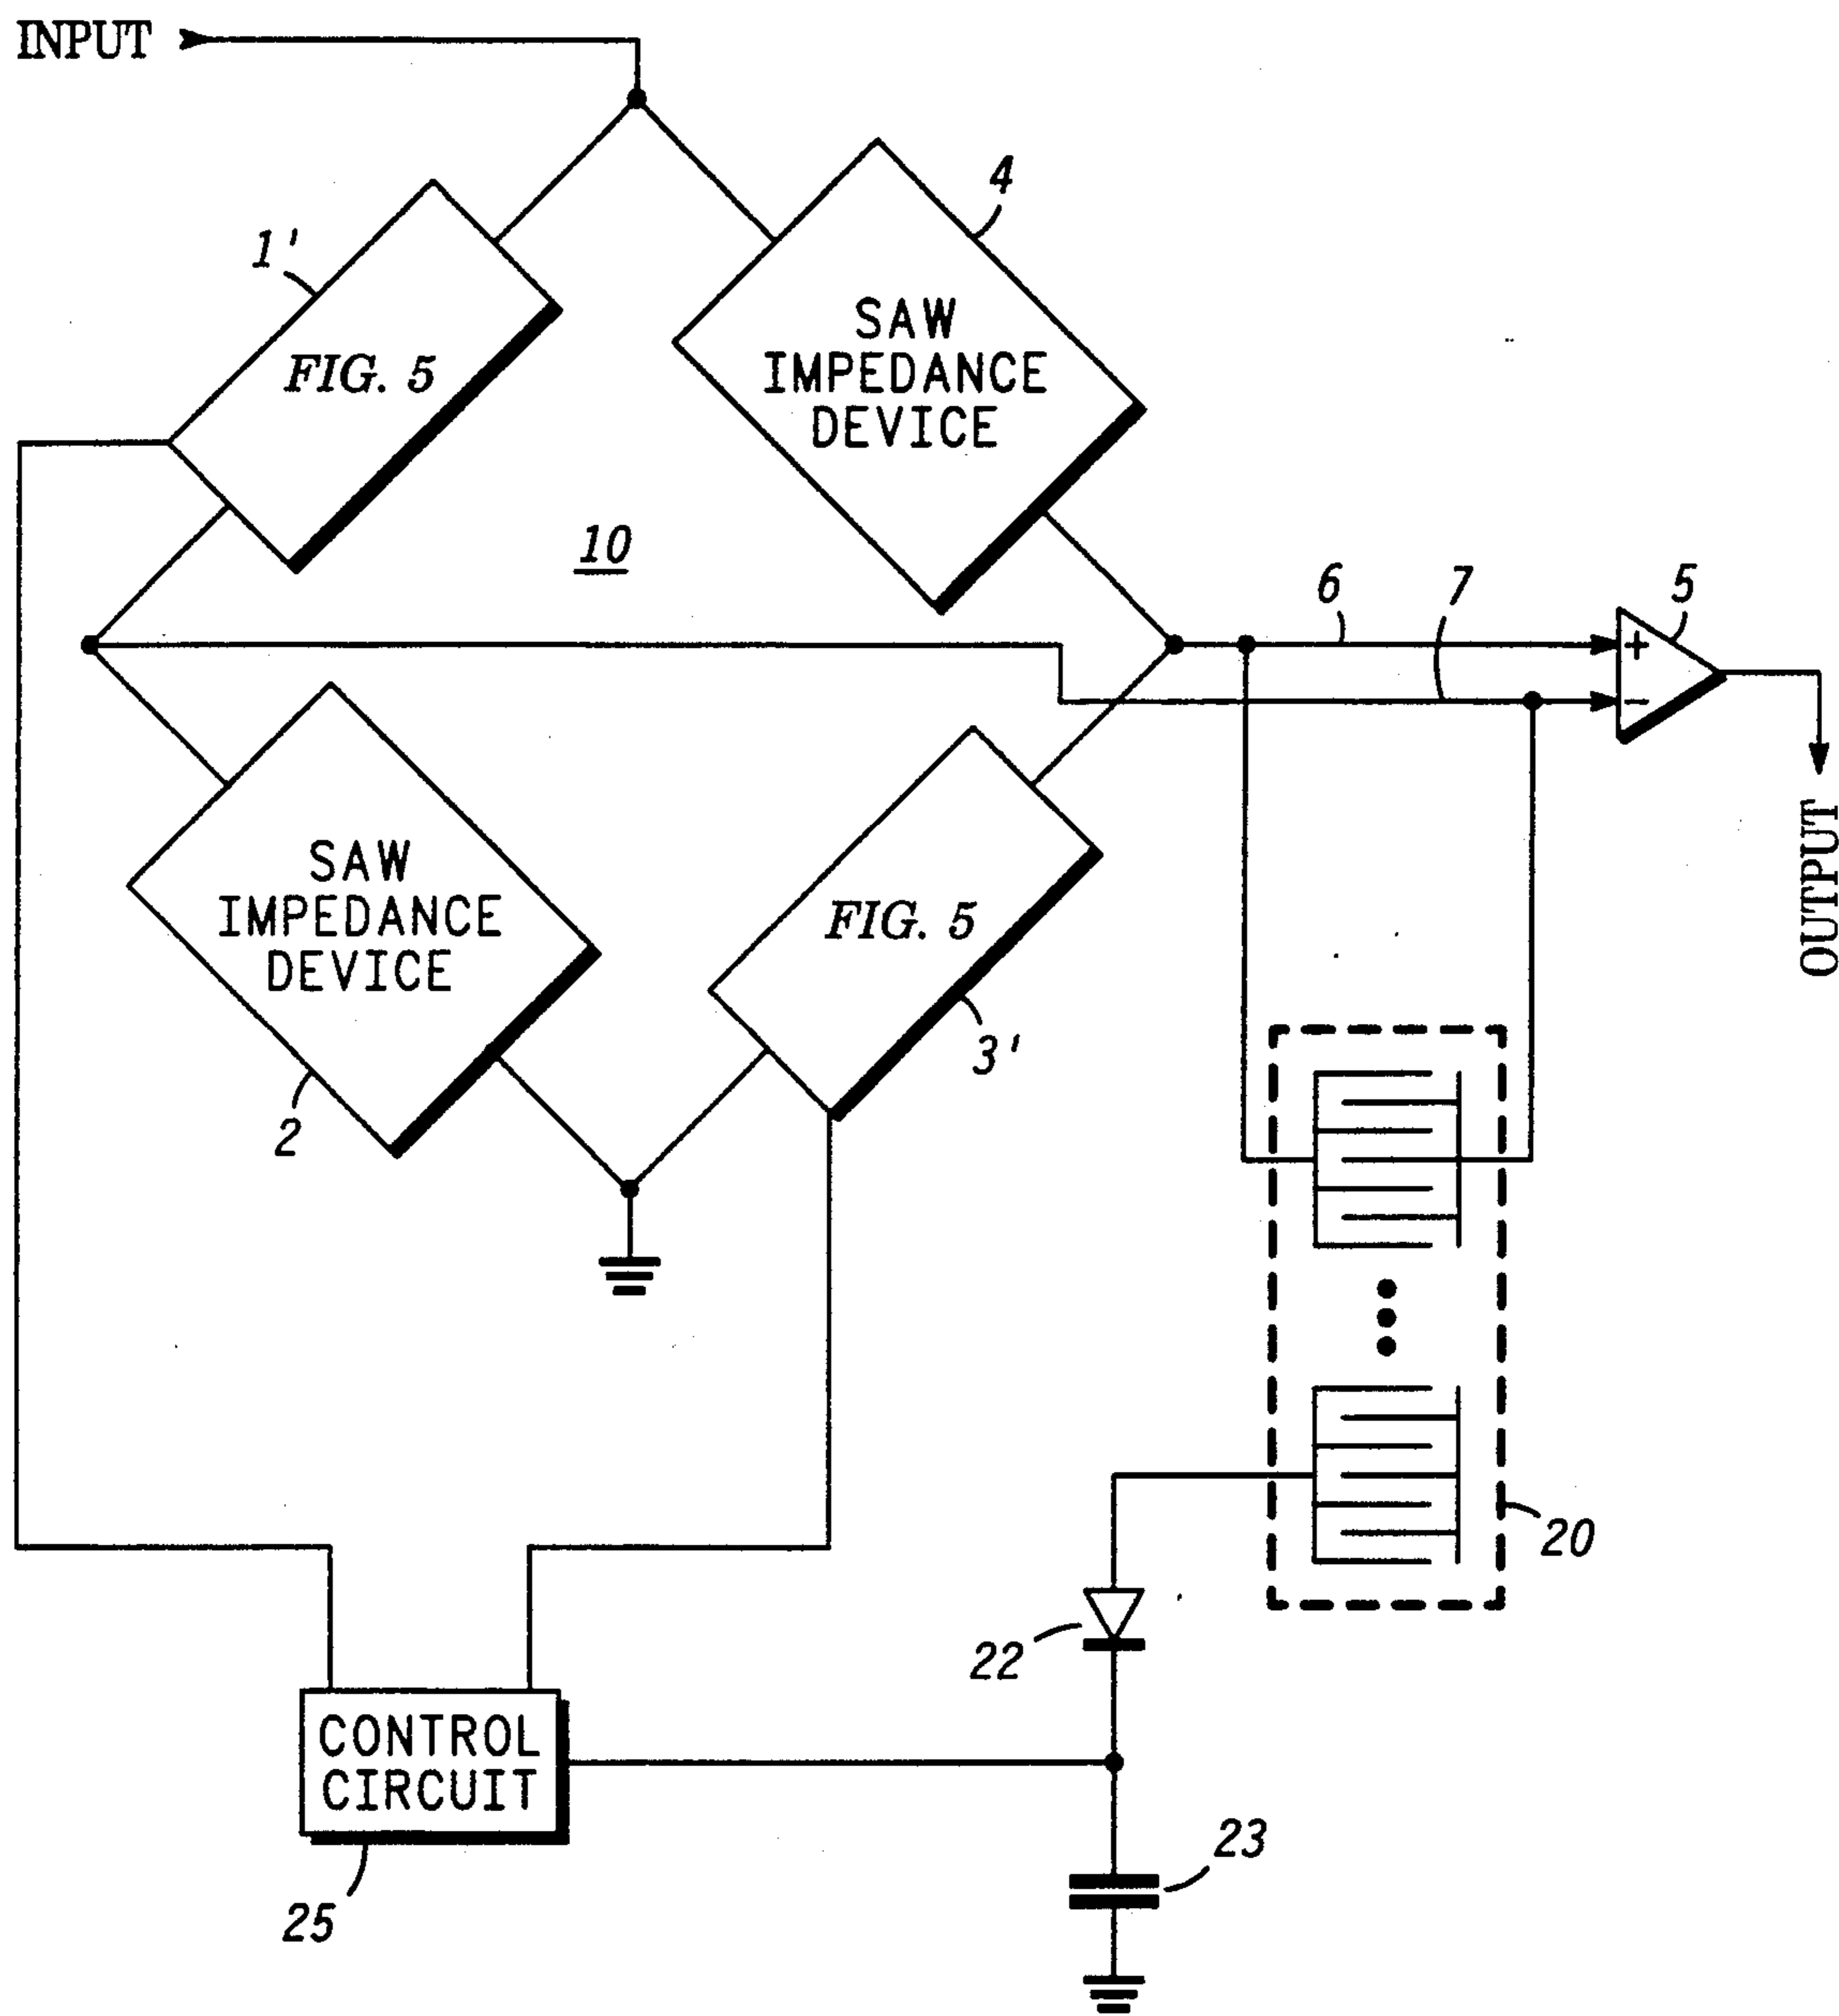 INPUT
4
1'
SAW
IMPEDANCE
DEVICE
FIG. 5
10
6
7
5
+
−
SAW
IMPEDANCE
DEVICE
FIG. 5
OUTPUT
3'
2
20
22
CONTROL
CIRCUIT
23
25